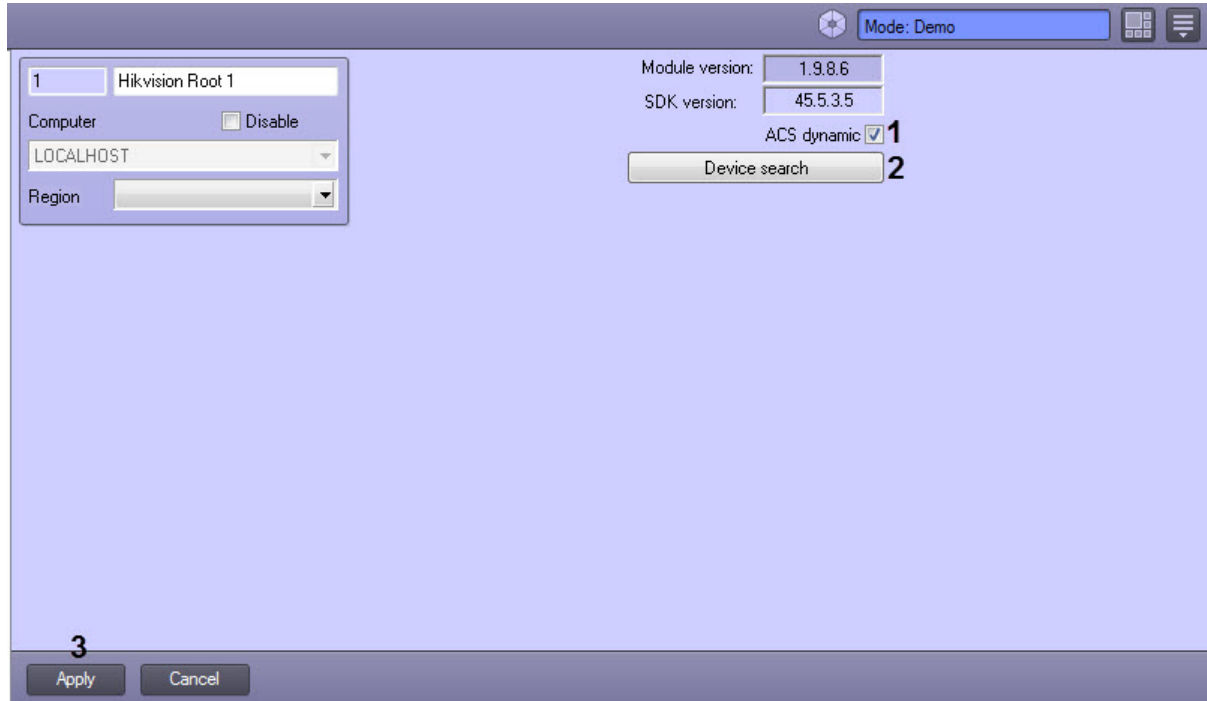 Mode: Demo
1 Hikvision Root 1
Computer Disable
LOCALHOST
Region
Module version: 1.9.8.6
SDK version: 45.5.3.5
ACS dynamic 1
Device search 2
3
Apply Cancel